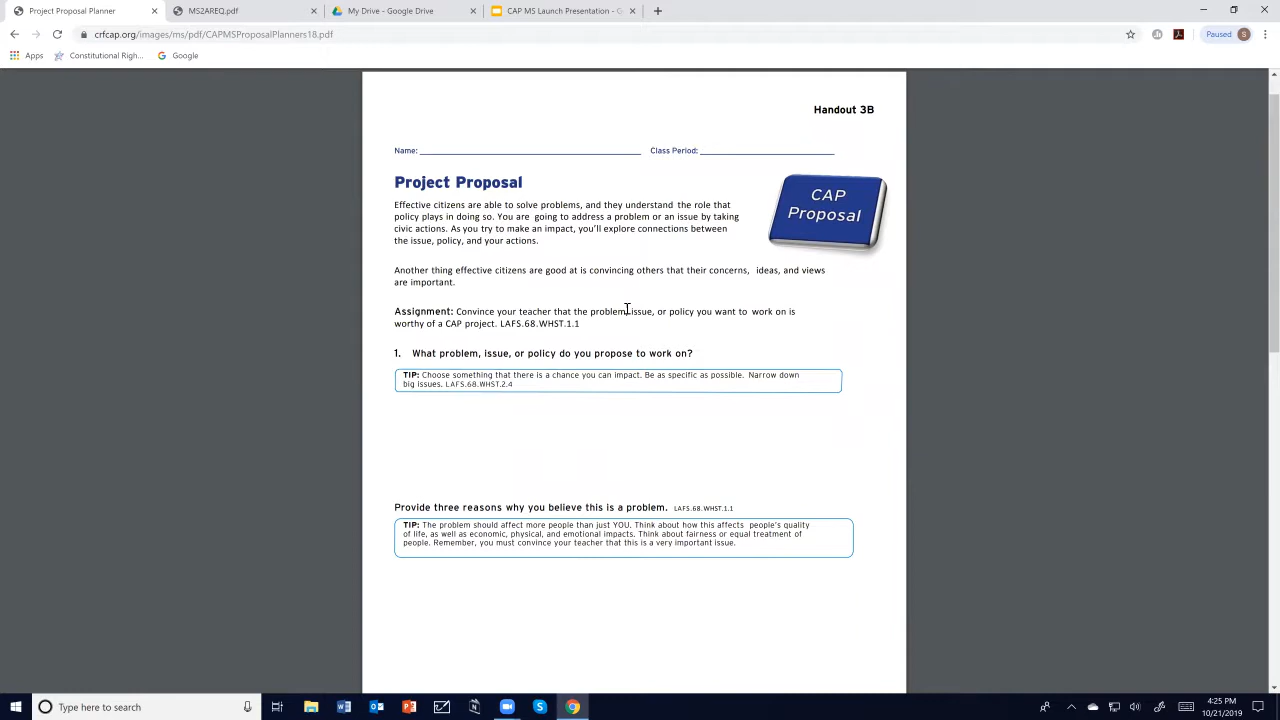 Project Proposal Planner
MS2AREQ.pdf
My Drive - Google Drive
CAP MS Launch Presentation - G
crfcap.org/images/ms/pdf/CAPMSProposalPlanners18.pdf
Paused
S
Apps
Constitutional Righ...
Google
Handout 3B
Name: Class Period:
Project Proposal
CAP
Proposal
Effective citizens are able to solve problems, and they understand the role that
policy plays in doing so. You are going to address a problem or an issue by taking
civic actions. As you try to make an impact, you'll explore connections between
the issue, policy, and your actions.
Another thing effective citizens are good at is convincing others that their concerns, ideas, and views
are important.
Assignment: Convince your teacher that the problem, issue, or policy you want to work on is
worthy of a CAP project. LAFS.68.WHST.1.1
1. What problem, issue, or policy do you propose to work on?
TIP: Choose something that there is a chance you can impact. Be as specific as possible. Narrow down
big issues. LAFS.68.WHST.2.4
Provide three reasons why you believe this is a problem. LAFS.68.WHST.1.1
TIP: The problem should affect more people than just YOU. Think about how this affects people's quality
of life, as well as economic, physical, and emotional impacts. Think about fairness or equal treatment of
people. Remember, you must convince your teacher that this is a very important issue.
Type here to search
4:25 PM
10/21/2019